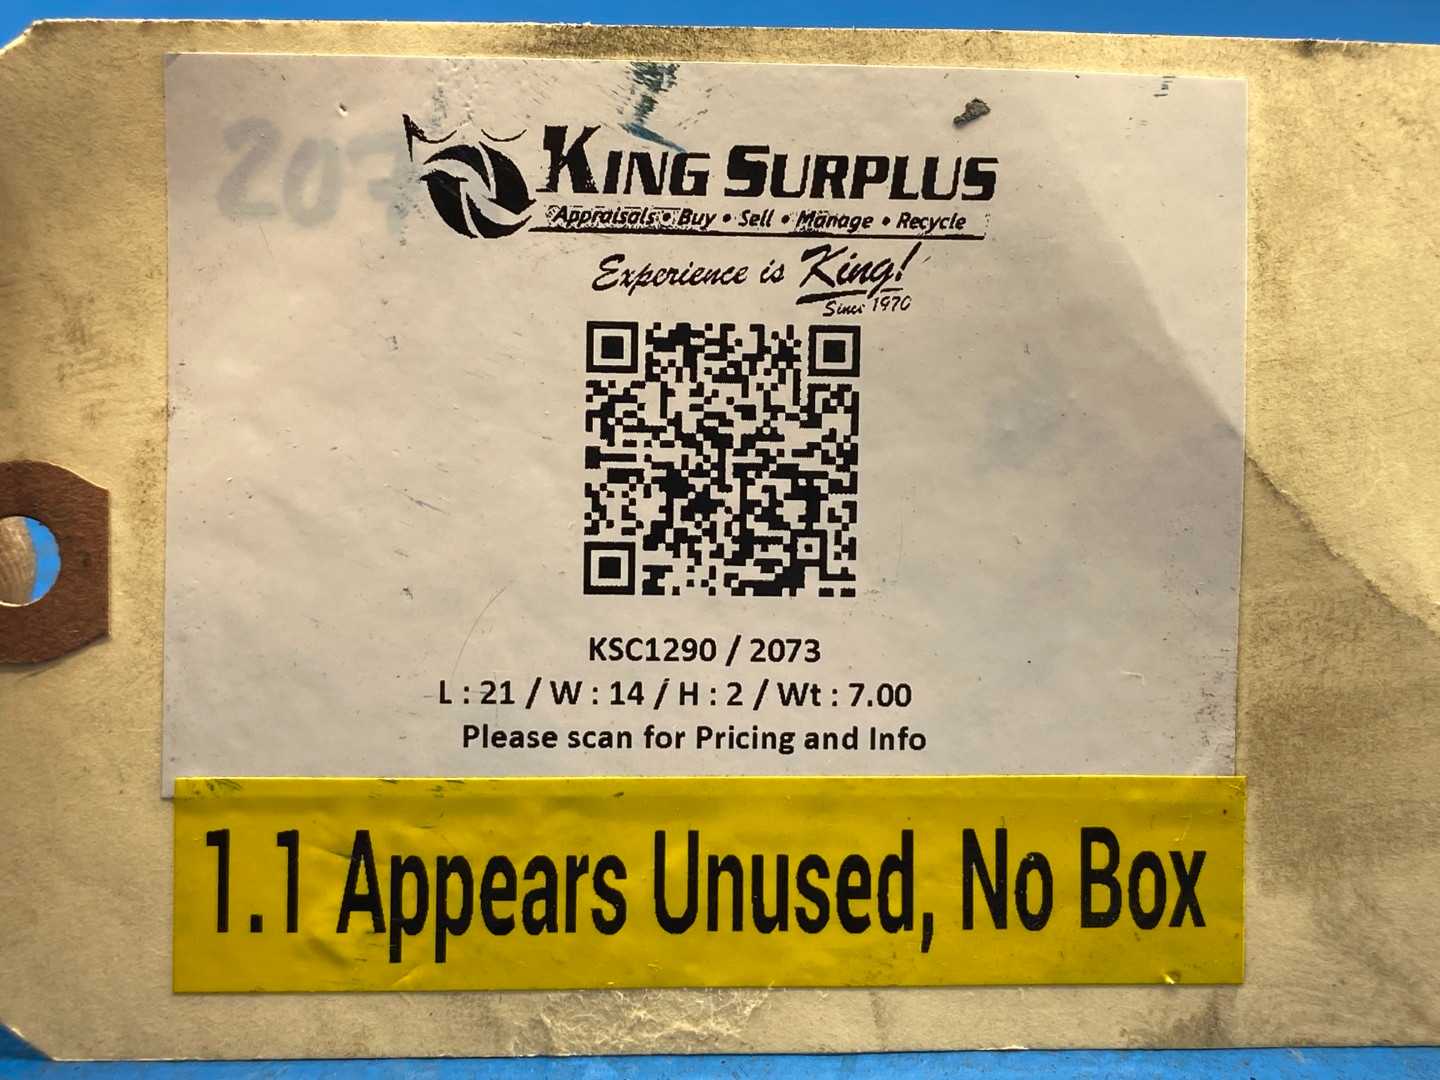 207
KING SURPLUS
Appraisals • Buy • Sell • Manage • Recycle
Experience is King!
Since 1970
KSC1290 / 2073
L : 21 / W : 14 / H : 2 / Wt : 7.00
Please scan for Pricing and Info
1.1 Appears Unused, No Box